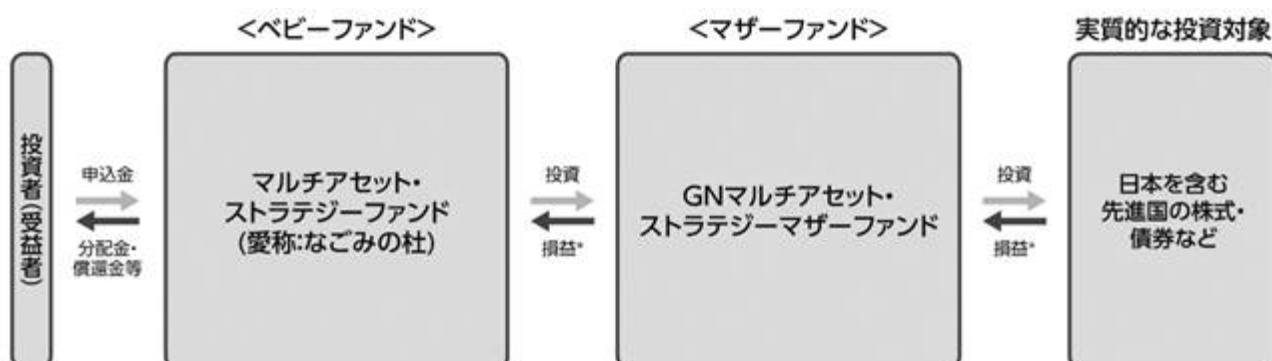 <ベビーファンド>
<マザーファンド>
実質的な投資対象
投資者(受益者)
申込金
分配金・
償還金等
マルチアセット・
ストラテジーファンド
(愛称:なごみの杜)
投資
損益*
GNマルチアセット・
ストラテジーマザーファンド
投資
損益*
日本を含む
先進国の株式・
債券など